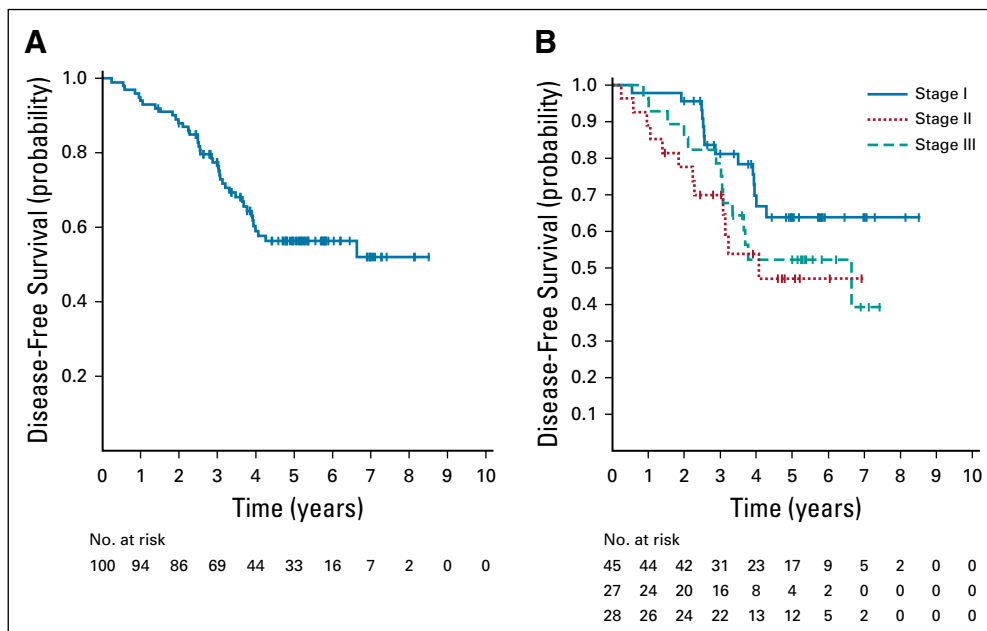 A
Disease-Free Survival (probability)
1.0
0.8
0.6
0.4
0.2
0 1 2 3 4 5 6 7 8 9 10
Time (years)
No. at risk
100 94 86 69 44 33 16 7 2 0 0
B
Disease-Free Survival (probability)
1.0
0.9
0.8
0.7
0.6
0.5
0.4
0.3
0.2
0.1
Stage I
Stage II
Stage III
0 1 2 3 4 5 6 7 8 9 10
Time (years)
No. at risk
45 44 42 31 23 17 9 5 2 0 0
27 24 20 16 8 4 2 0 0 0 0
28 26 24 22 13 12 5 2 0 0 0